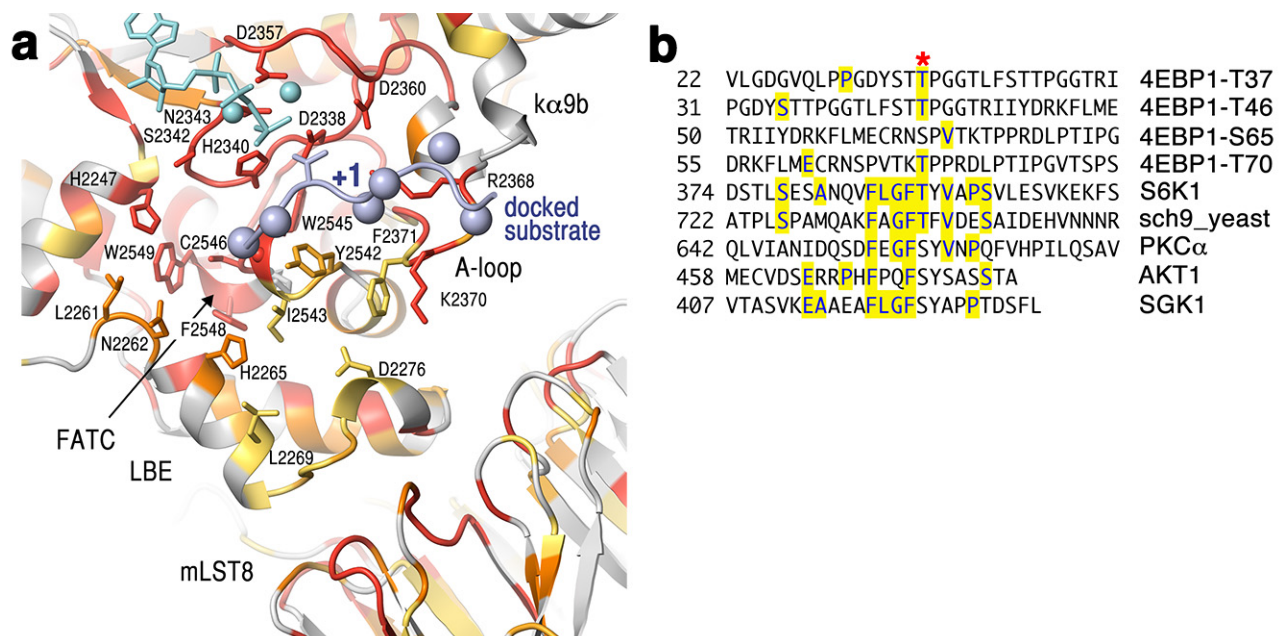 a
D2357
D2360
kα9b
N2343
S2342
D2338
H2340
H2247
+1
R2368
docked
substrate
W2545
F2371
W2549
C2546
Y2542
A-loop
K2370
L2261
I2543
F2548
N2262
H2265
D2276
FATC
LBE
L2269
mLST8
b
*
22 VLGDGVQLPPGDYSTTPGGTLFSTTPGGTRI 4EBP1-T37
31 PGDYSTTPGGTLFSTTPGGTRIIYDRKFLME 4EBP1-T46
50 TRIIYDRKFLMECRNSPVTKTPPRDLPTIPG 4EBP1-S65
55 DRKFLMECRNSPVTKTPPRDLPTIPGVTSPS 4EBP1-T70
374 DSTLSESANQVFLGFTYVAPSVLESVKEKFS S6K1
722 ATPLSPAMQAKFAGFTFVDESAIDEHVNNNR sch9_yeast
642 QLVIANIDQSDFEGFSYVNPQFVHPILQSAV PKCα
458 MECVDSERRPHFPQFSYSASSTA AKT1
407 VTASVKEAAEAFLGFSYAPPTDSFL SGK1